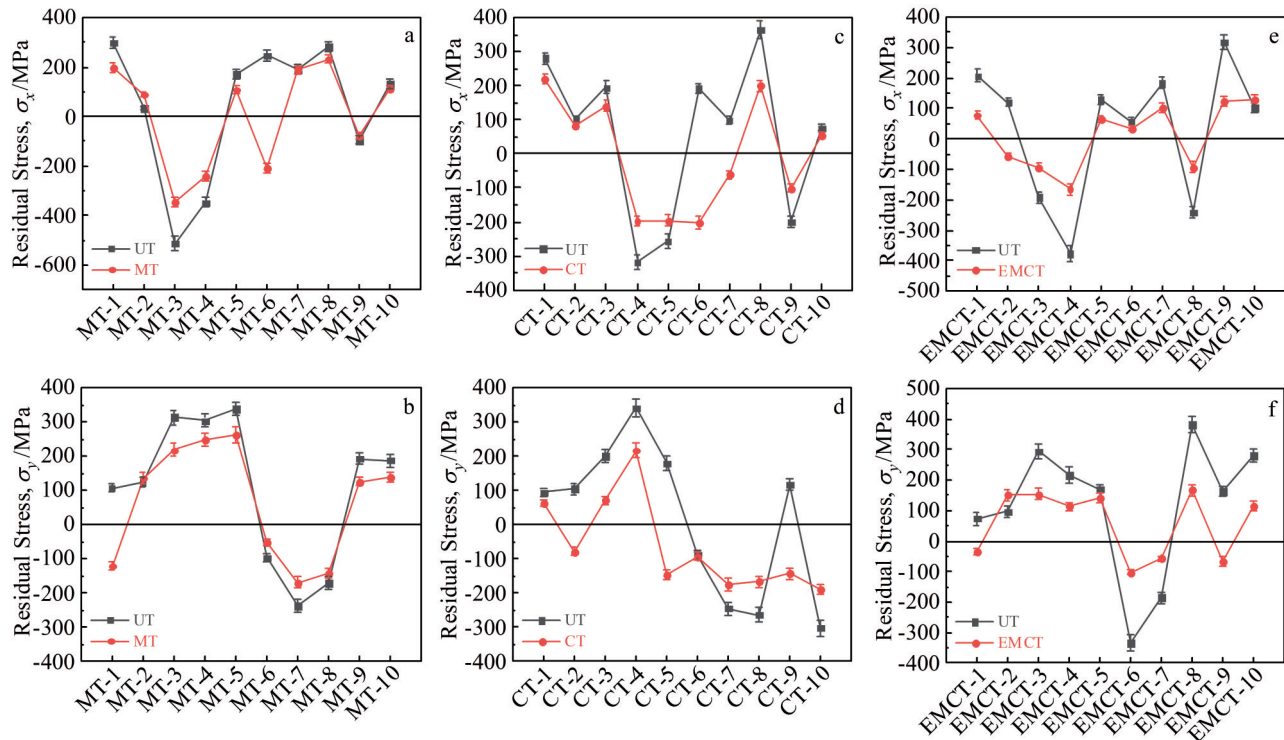 400
200
0
-200
-400
-600
Residual Stress, σx/MPa
a
UT
MT
MT-1
MT-2
MT-3
MT-4
MT-5
MT-6
MT-7
MT-8
MT-9
MT-10
400
300
200
100
0
-100
-200
-300
-400
Residual Stress, σx/MPa
c
UT
CT
CT-1
CT-2
CT-3
CT-4
CT-5
CT-6
CT-7
CT-8
CT-9
CT-10
400
300
200
100
0
-100
-200
-300
-400
-500
Residual Stress, σx/MPa
e
UT
EMCT
EMCT-1
EMCT-2
EMCT-3
EMCT-4
EMCT-5
EMCT-6
EMCT-7
EMCT-8
EMCT-9
EMCT-10
400
300
200
100
0
-100
-200
-300
-400
Residual Stress, σy/MPa
b
UT
MT
MT-1
MT-2
MT-3
MT-4
MT-5
MT-6
MT-7
MT-8
MT-9
MT-10
400
300
200
100
0
-100
-200
-300
-400
Residual Stress, σy/MPa
d
UT
CT
CT-1
CT-2
CT-3
CT-4
CT-5
CT-6
CT-7
CT-8
CT-9
CT-10
500
400
300
200
100
0
-100
-200
-300
-400
Residual Stress, σy/MPa
f
UT
EMCT
EMCT-1
EMCT-2
EMCT-3
EMCT-4
EMCT-5
EMCT-6
EMCT-7
EMCT-8
EMCT-9
EMCT-10